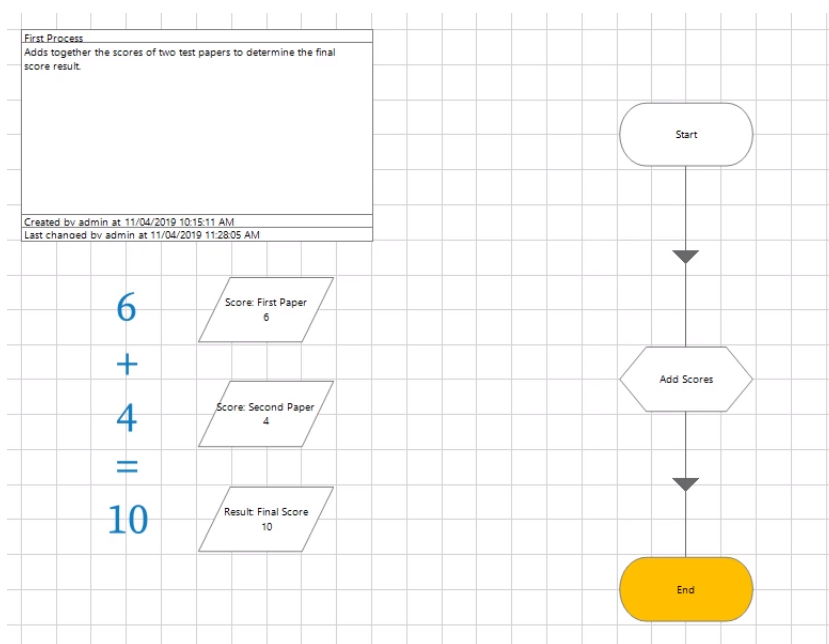 First Process
Adds together the scores of two test papers to determine the final
score result.
Created by admin at 11/04/2019 10:15:11 AM
Last changed by admin at 11/04/2019 11:28:05 AM
6
+
4
=
10
Score: First Paper
6
Score: Second Paper
4
Result: Final Score
10
Start
Add Scores
End